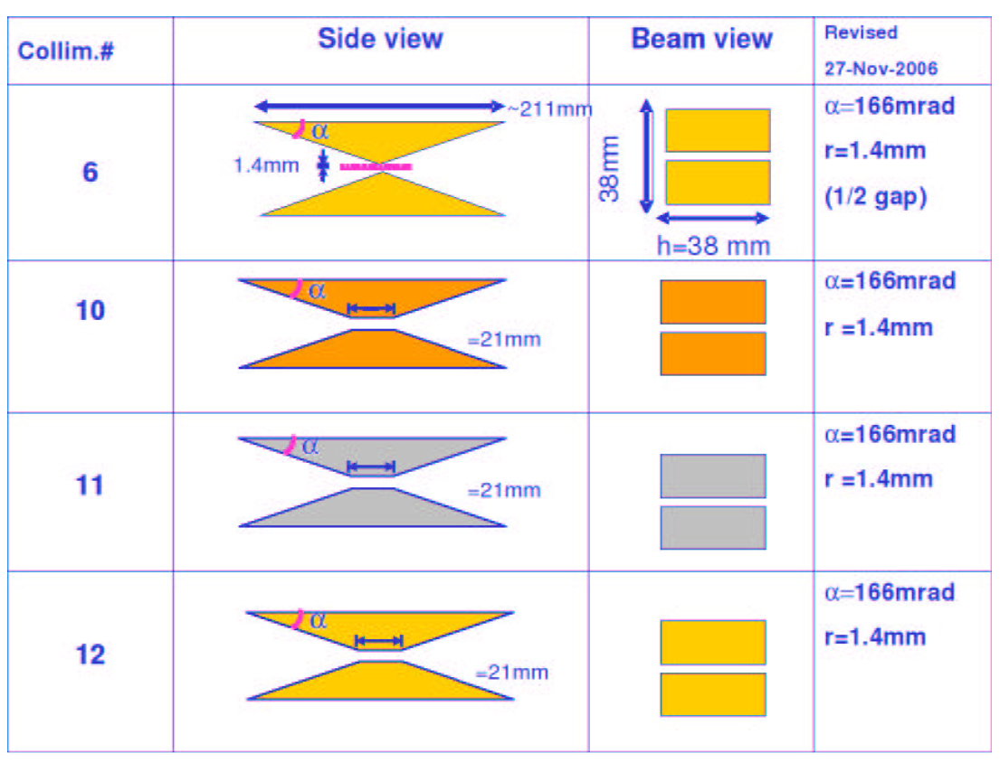 Collim.#
Side view
Beam view
Revised
27-Nov-2006
6
~211mm
α
1.4mm
38mm
h=38 mm
α=166mrad
r=1.4mm
(1/2 gap)
10
α
=21mm
α=166mrad
r =1.4mm
11
α
=21mm
α=166mrad
r =1.4mm
12
α
=21mm
α=166mrad
r=1.4mm